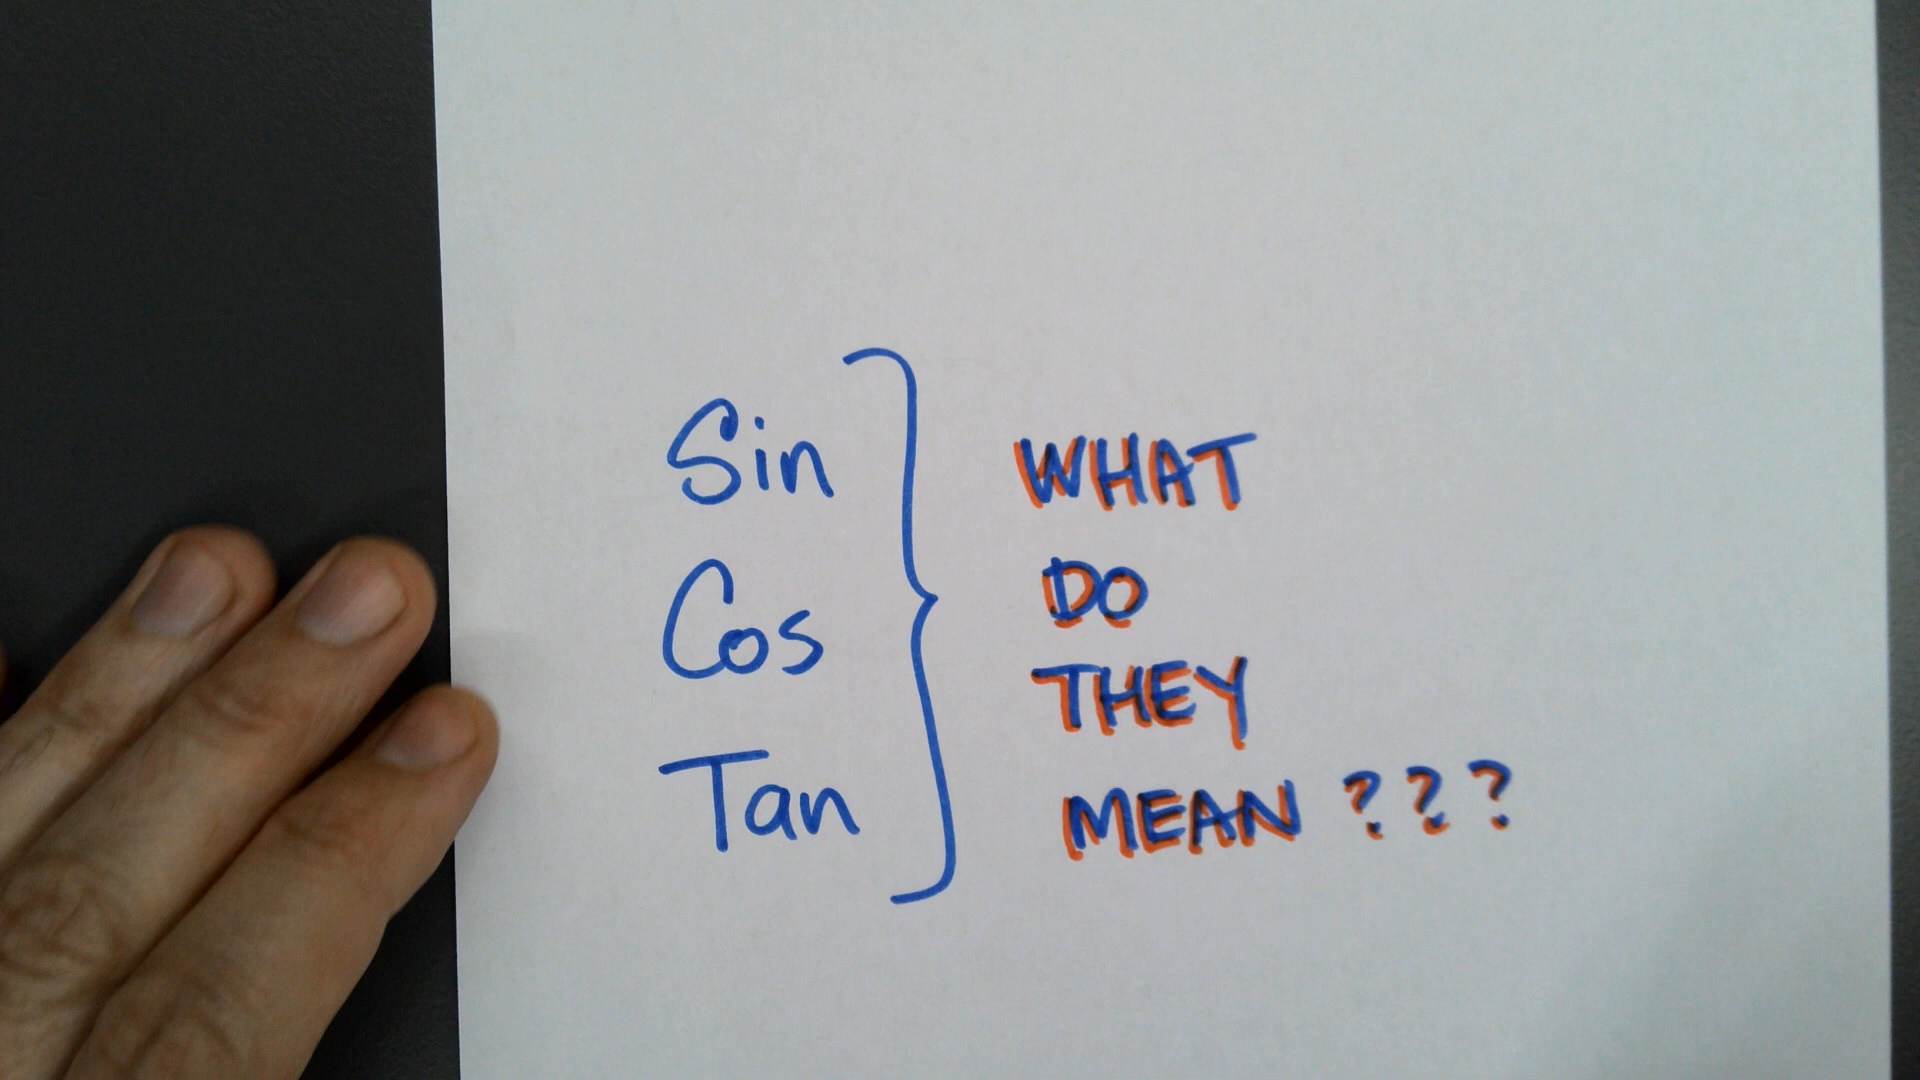 Sin
Cos
Tan
WHAT
DO
THEY
MEAN ???